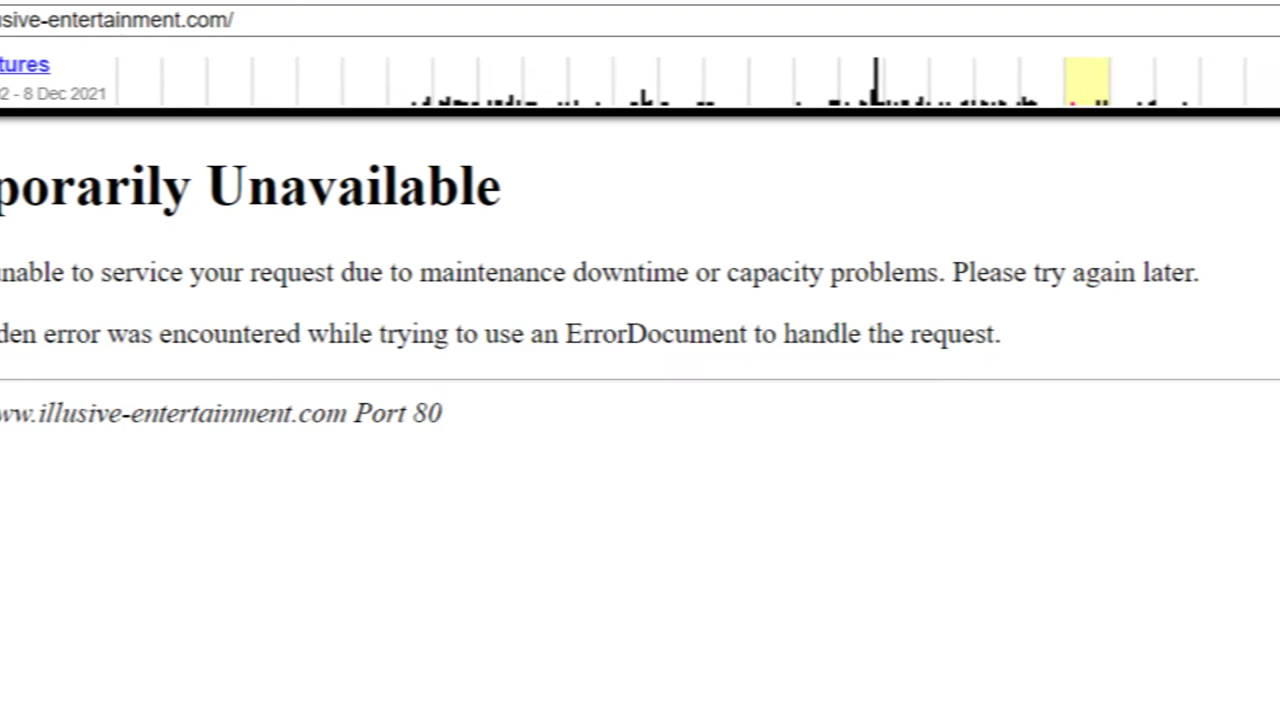 sive-entertainment.com/
tures
2 - 8 Dec 2021
porarily Unavailable
nable to service your request due to maintenance downtime or capacity problems. Please try again later.
den error was encountered while trying to use an ErrorDocument to handle the request.
ww.illusive-entertainment.com Port 80